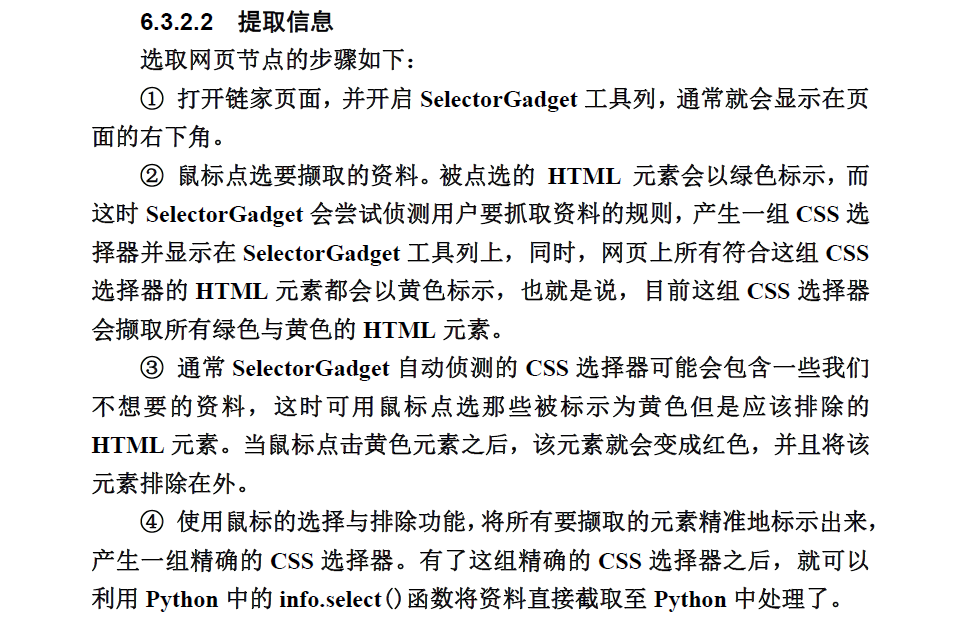 6.3.2.2 提取信息
选取网页节点的步骤如下：
① 打开链家页面，并开启 SelectorGadget 工具列，通常就会显示在页
面的右下角。
② 鼠标点选要撷取的资料。被点选的 HTML 元素会以绿色标示，而
这时 SelectorGadget 会尝试侦测用户要抓取资料的规则，产生一组 CSS 选
择器并显示在 SelectorGadget 工具列上，同时，网页上所有符合这组 CSS
选择器的 HTML 元素都会以黄色标示，也就是说，目前这组 CSS 选择器
会撷取所有绿色与黄色的 HTML 元素。
③ 通常 SelectorGadget 自动侦测的 CSS 选择器可能会包含一些我们
不想要的资料，这时可用鼠标点选那些被标示为黄色但是应该排除的
HTML 元素。当鼠标点击黄色元素之后，该元素就会变成红色，并且将该
元素排除在外。
④ 使用鼠标的选择与排除功能，将所有要撷取的元素精准地标示出来，
产生一组精确的 CSS 选择器。有了这组精确的 CSS 选择器之后，就可以
利用 Python 中的 info.select()函数将资料直接截取至 Python 中处理了。